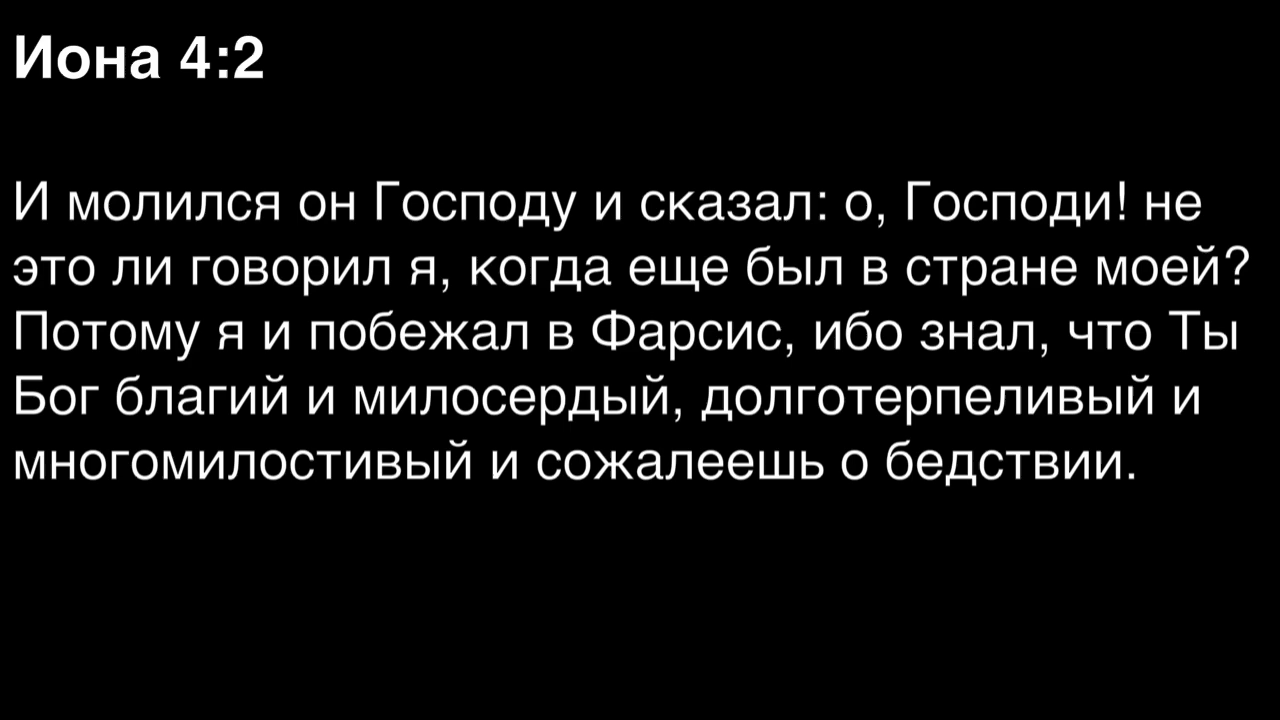 Иона 4:2
И молился он Господу и сказал: о, Господи! не
это ли говорил я, когда еще был в стране моей?
Потому я и побежал в Фарсис, ибо знал, что Ты
Бог благий и милосердый, долготерпеливый и
многомилостивый и сожалеешь о бедствии.